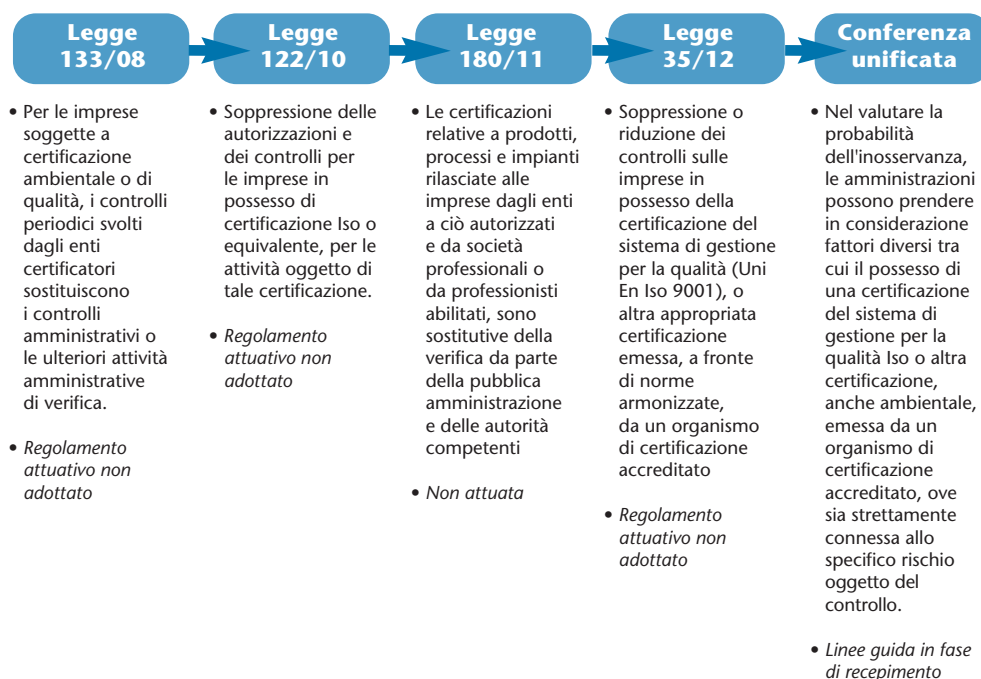 Legge
133/08
Legge
122/10
Legge
180/11
Legge
35/12
Conferenza
unificata
• Per le imprese
soggette a
certificazione
ambientale o di
qualità, i controlli
periodici svolti
dagli enti
certificatori
sostituiscono
i controlli
amministrativi o
le ulteriori attività
amministrative
di verifica.
• Regolamento
attuativo non
adottato
• Soppressione delle
autorizzazioni e
dei controlli per
le imprese in
possesso di
certificazione Iso o
equivalente, per le
attività oggetto di
tale certificazione.
• Regolamento
attuativo non
adottato
• Le certificazioni
relative a prodotti,
processi e impianti
rilasciate alle
imprese dagli enti
a ciò autorizzati
e da società
professionali o
da professionisti
abilitati, sono
sostitutive della
verifica da parte
della pubblica
amministrazione
e delle autorità
competenti
• Non attuata
• Soppressione o
riduzione dei
controlli sulle
imprese in
possesso della
certificazione del
sistema di gestione
per la qualità (Uni
En Iso 9001), o
altra appropriata
certificazione
emessa, a fronte
di norme
armonizzate,
da un organismo
di certificazione
accreditato
• Regolamento
attuativo non
adottato
• Nel valutare la
probabilità
dell'inosservanza,
le amministrazioni
possono prendere
in considerazione
fattori diversi tra
cui il possesso di
una certificazione
del sistema di
gestione per la
qualità Iso o altra
certificazione,
anche ambientale,
emessa da un
organismo di
certificazione
accreditato, ove
sia strettamente
connessa allo
specifico rischio
oggetto del
controllo.
• Linee guida in fase
di recepimento